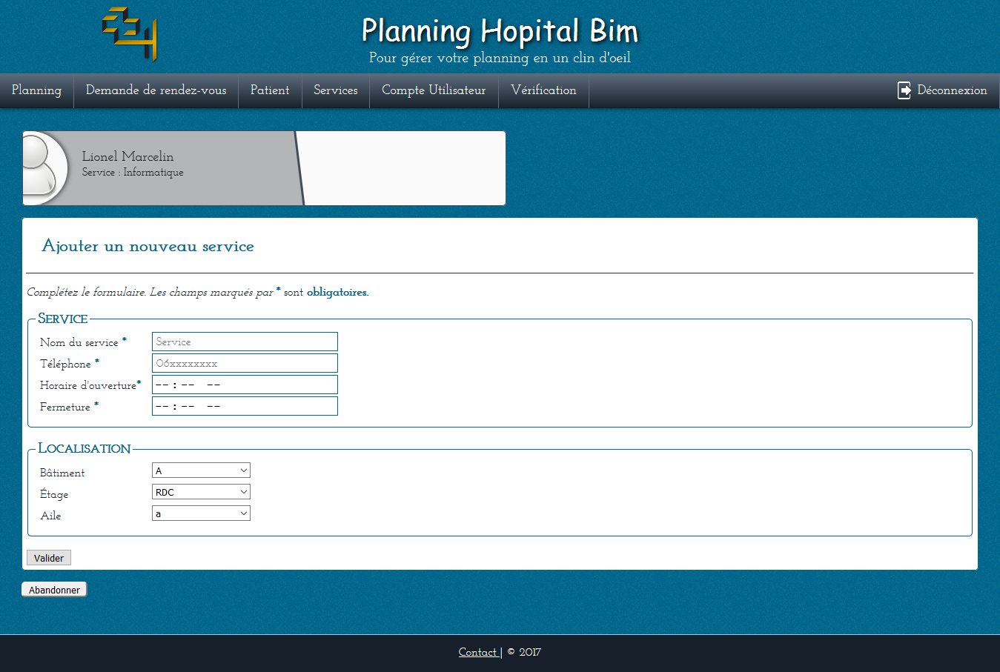 Planning Hopital Bim
Pour gérer votre planning en un clin d'oeil
Planning Demande de rendez-vous Patient Services Compte Utilisateur Vérification Déconnexion
Lionel Marcelin
Service : Informatique
Ajouter un nouveau service
Complétez le formulaire. Les champs marqués par * sont obligatoires.
SERVICE
Nom du service * Service
Téléphone * 06xxxxxxxx
Horaire d'ouverture* -- : -- --
Fermeture * -- : -- --
LOCALISATION
Bâtiment A
Étage RDC
Aile a
Valider
Abandonner
Contact | © 2017